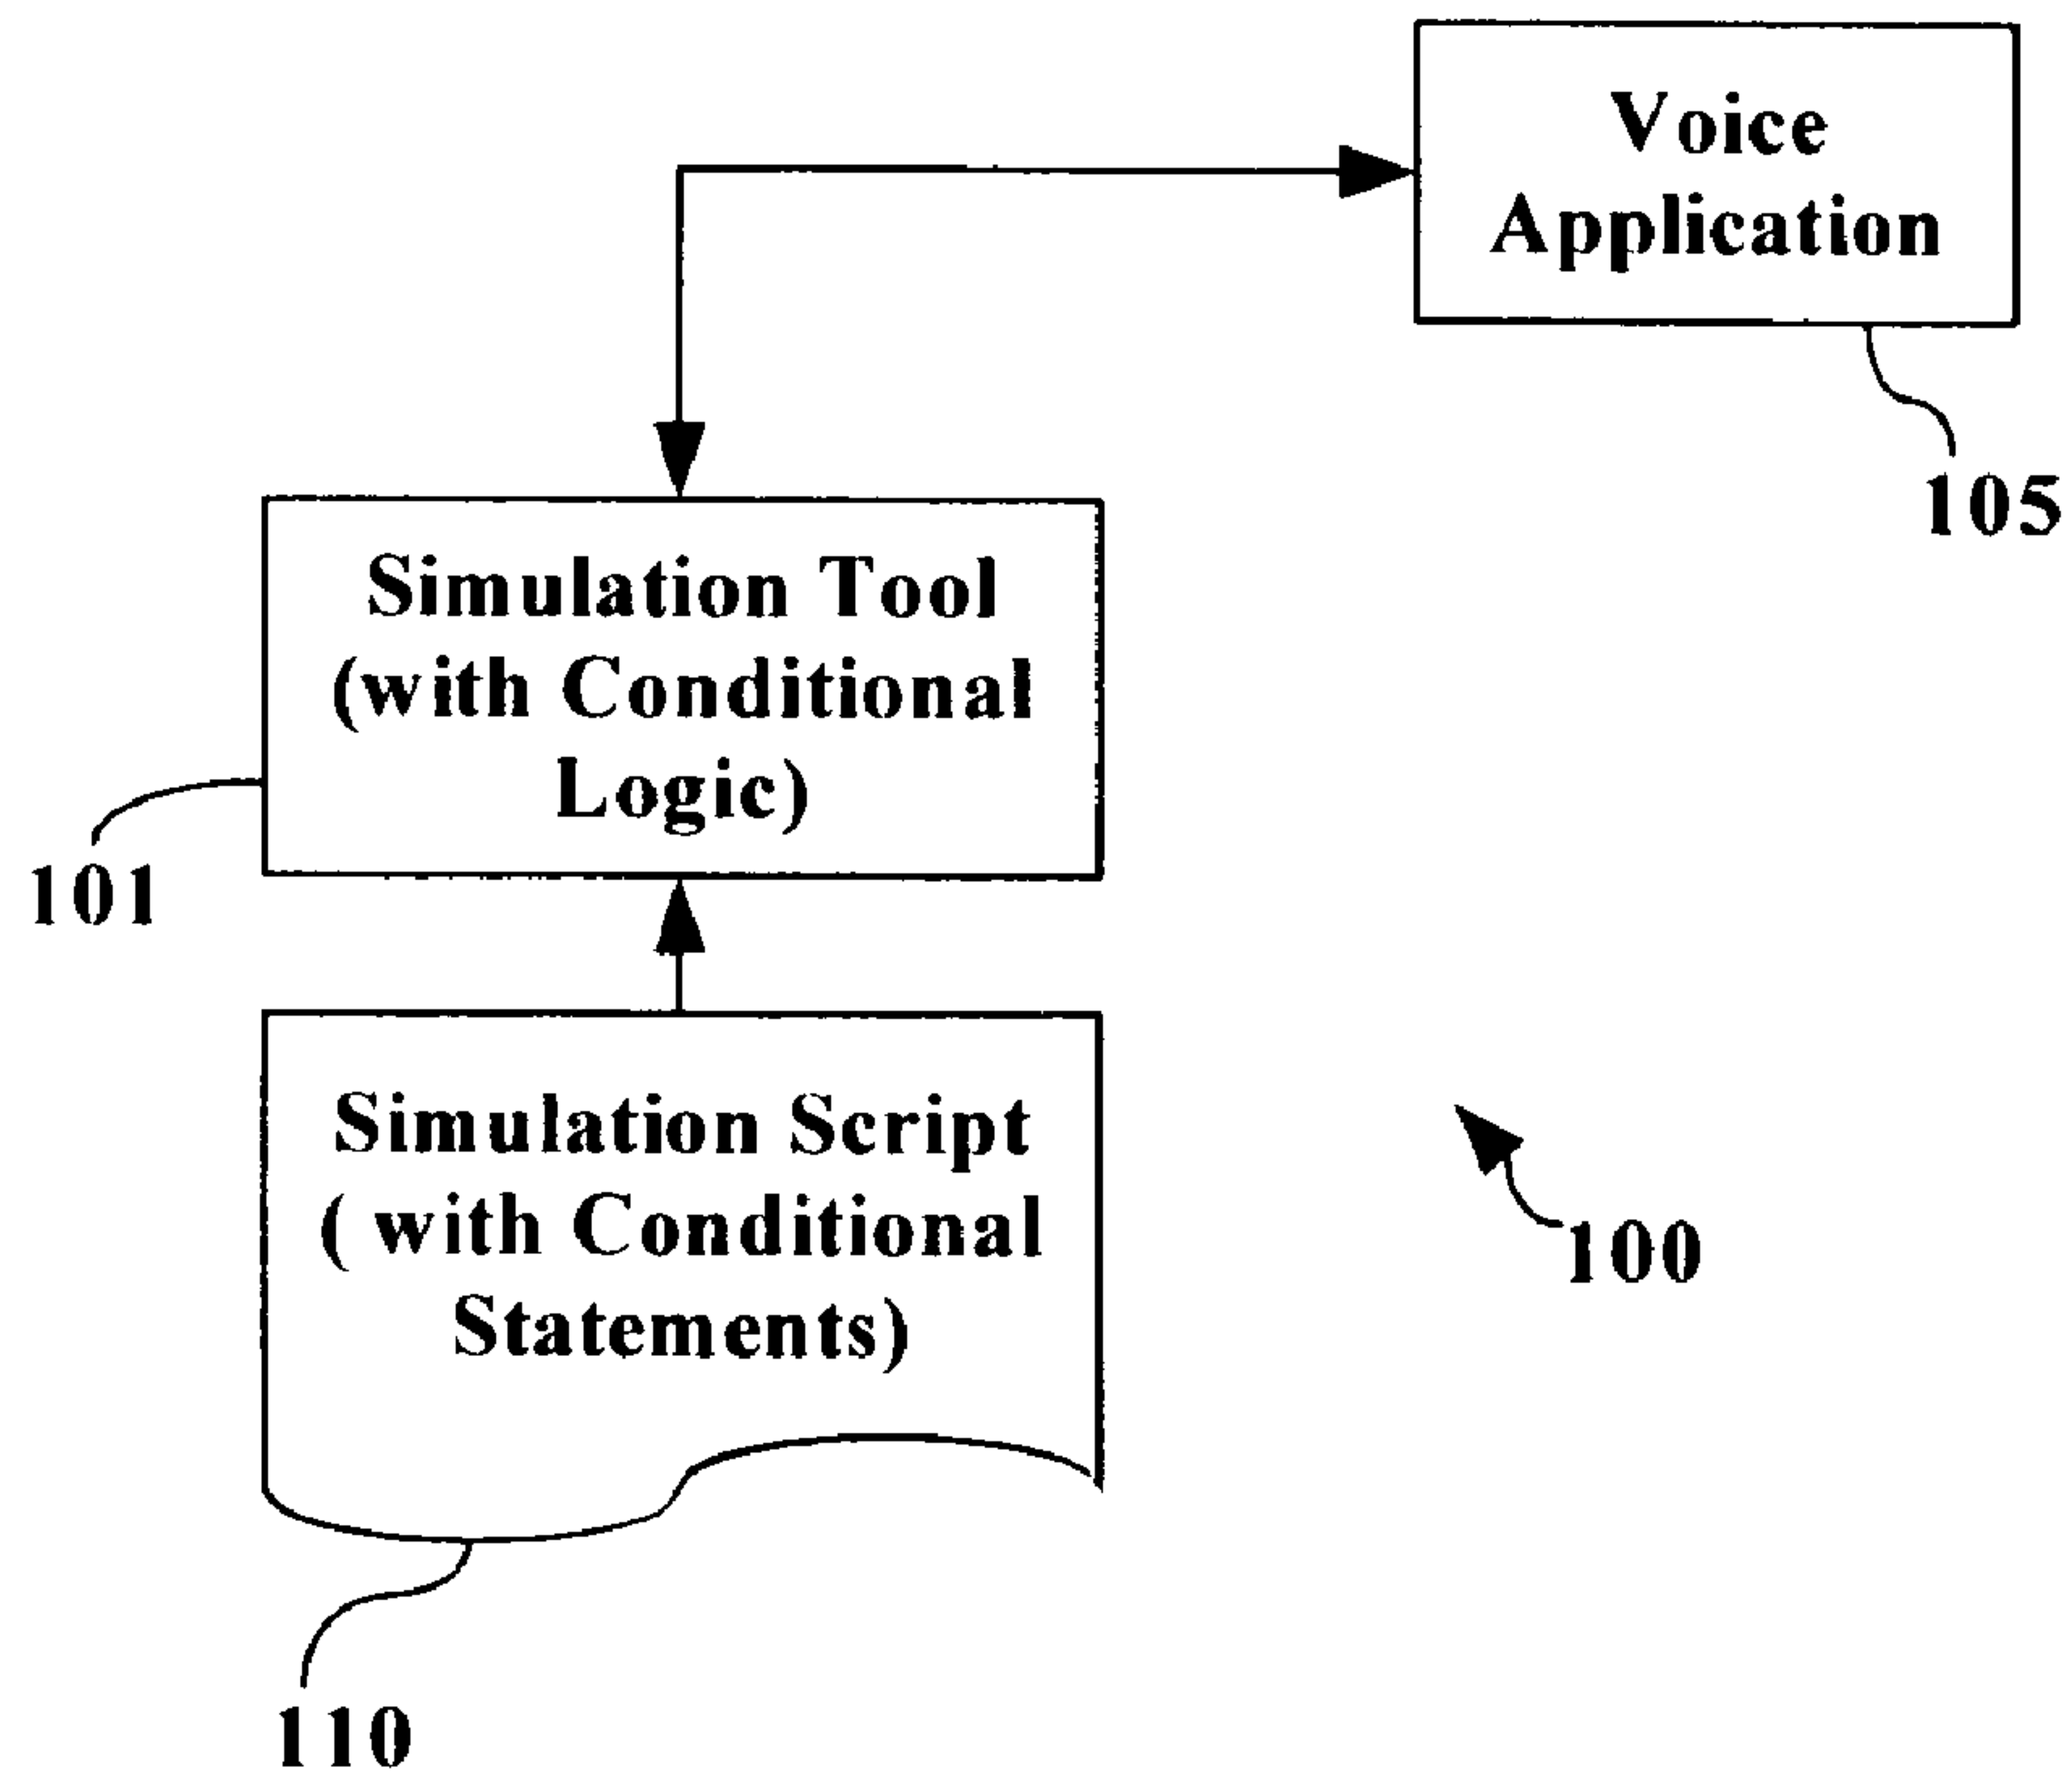 Voice
Application
105
Simulation Tool
(with Conditional
Logic)
101
Simulation Script
( with Conditional
Statements)
100
110